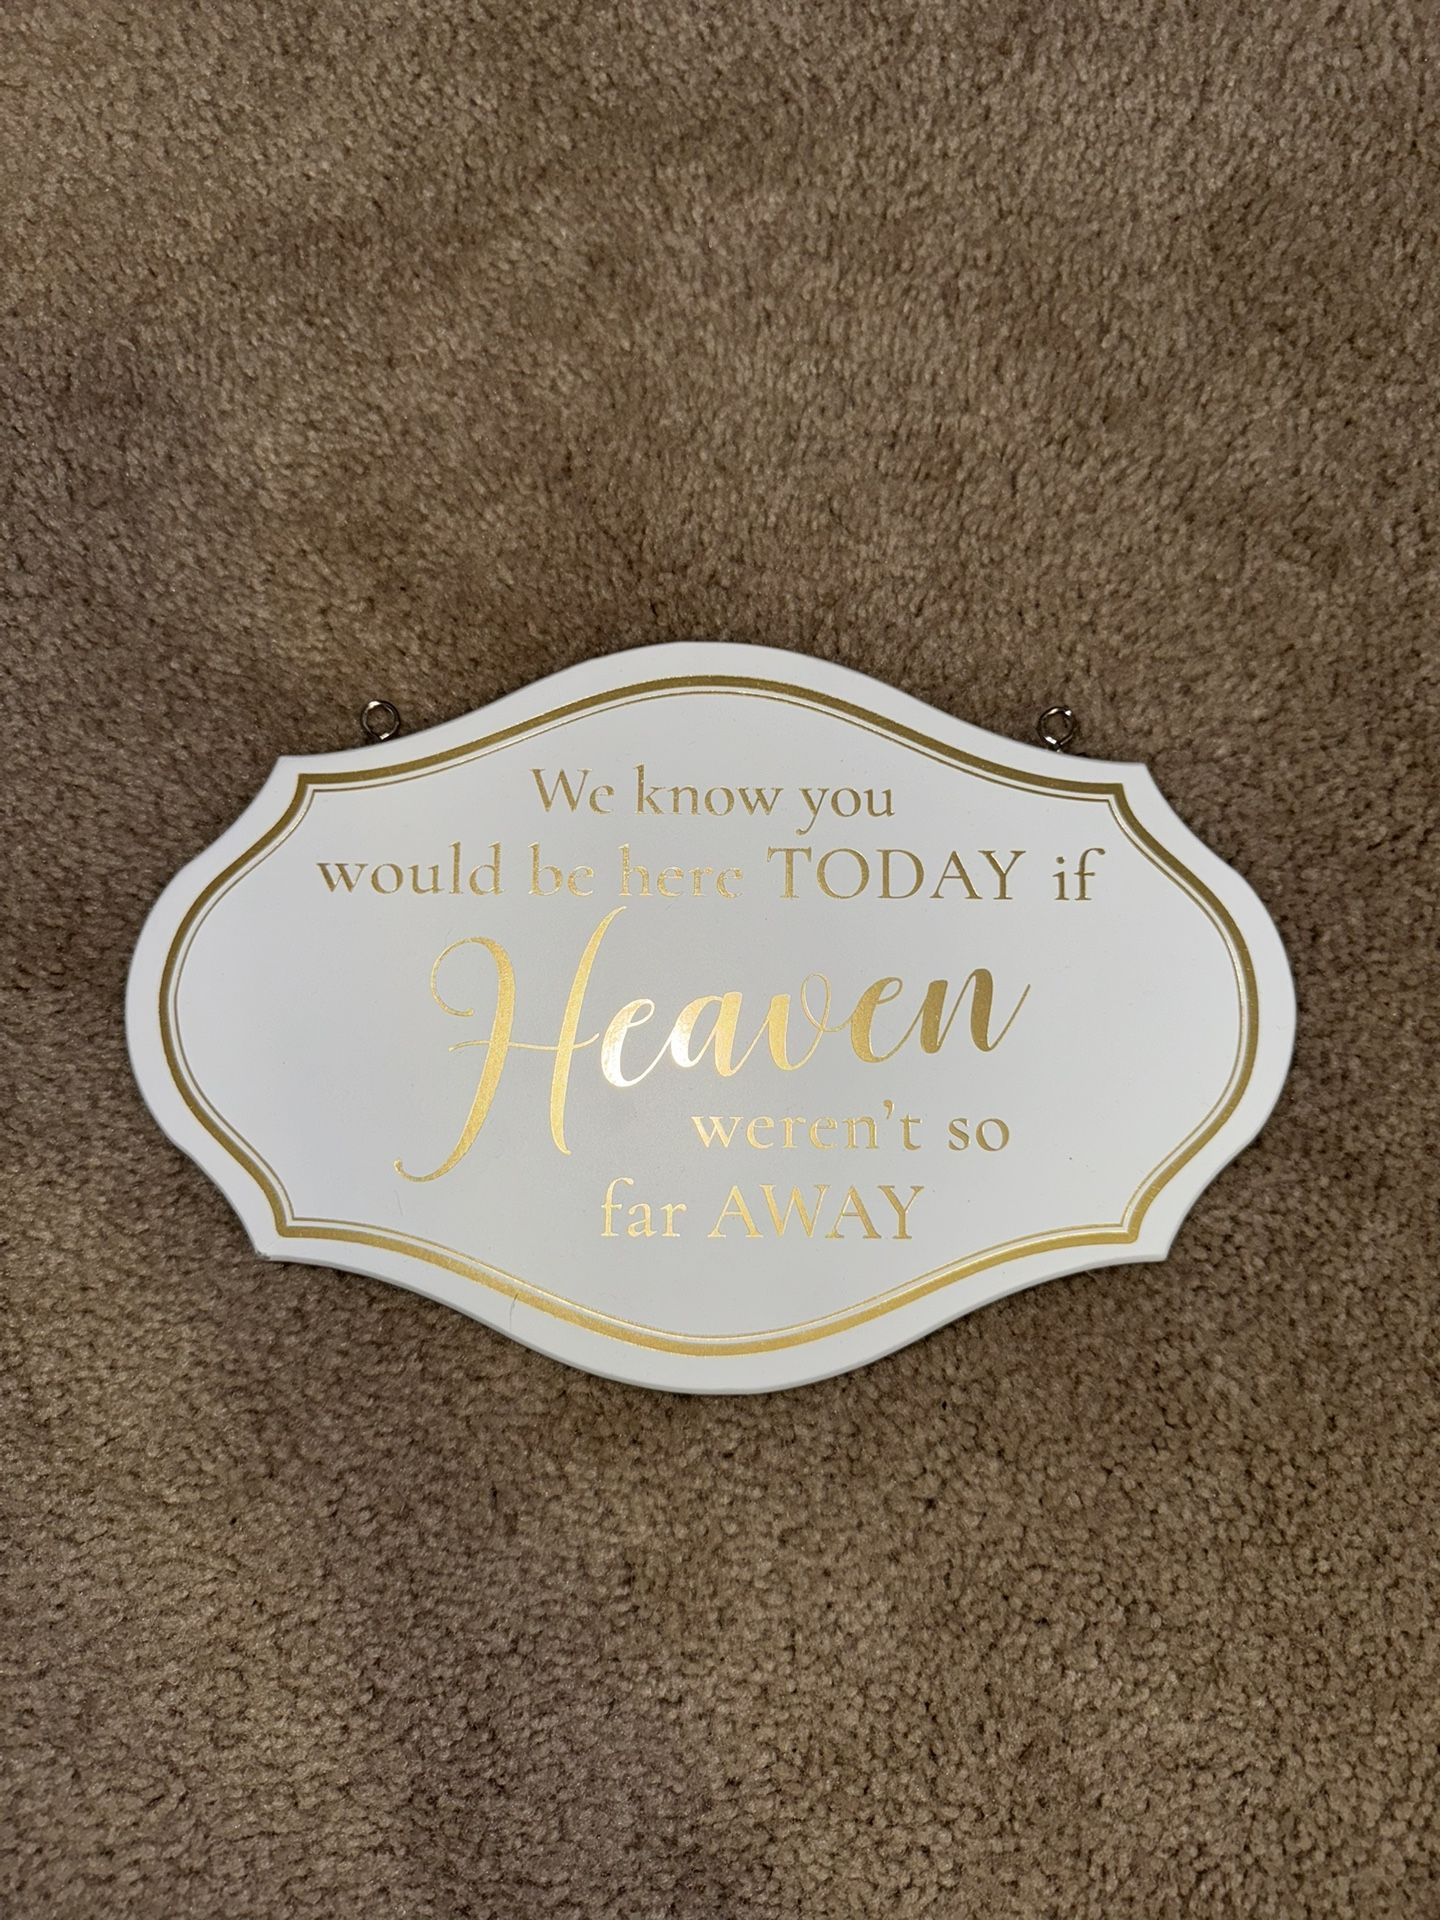 We know you
would be here TODAY if
Heaven
weren't so
far AWAY